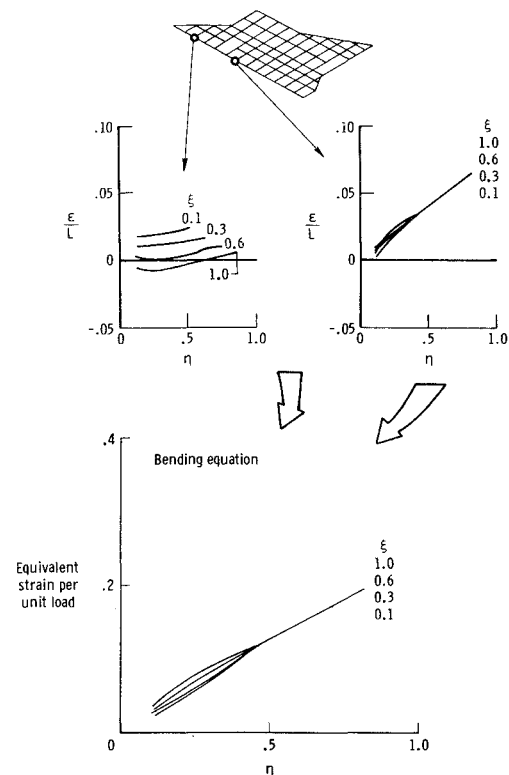 .10
.05
0
-.05
ε
L
ξ
0.1
0.3
0.6
1.0
0 .5 1.0
η
.10
.05
0
-.05
ε
L
ξ
1.0
0.6
0.3
0.1
0 .5 1.0
η
.4
.2
Bending equation
Equivalent
strain per
unit load
ξ
1.0
0.6
0.3
0.1
0 .5 1.0
η